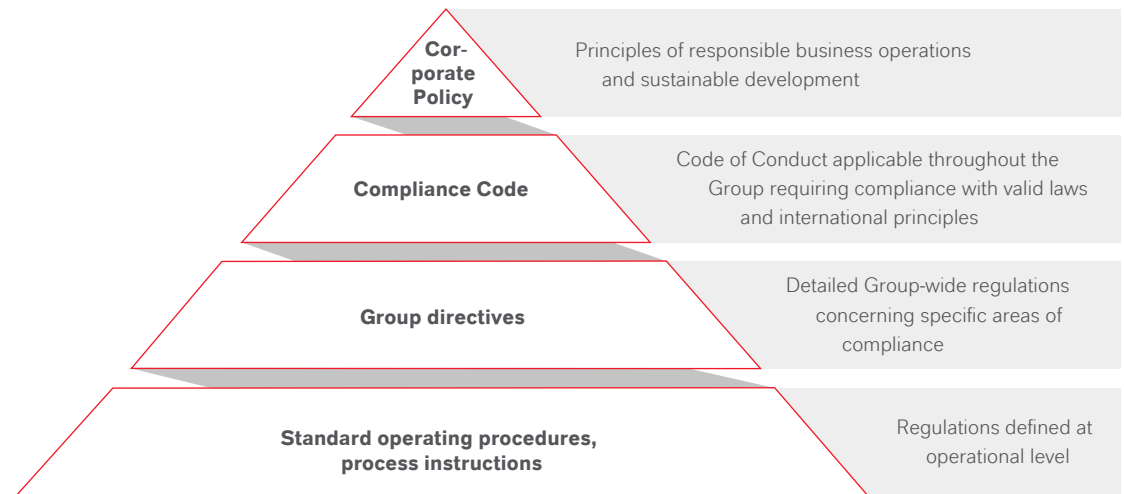 Cor-
porate
Policy
Principles of responsible business operations
and sustainable development
Compliance Code
Code of Conduct applicable throughout the
Group requiring compliance with valid laws
and international principles
Group directives
Detailed Group-wide regulations
concerning specific areas of
compliance
Standard operating procedures,
process instructions
Regulations defined at
operational level